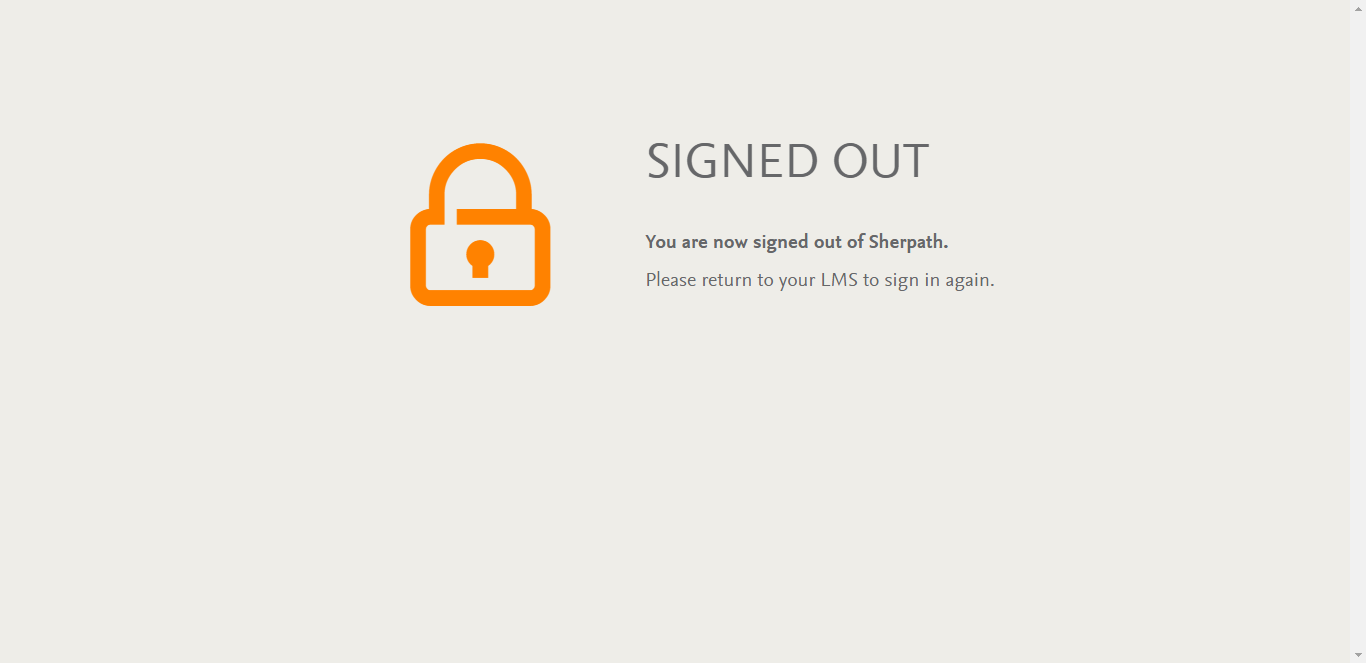 SIGNED OUT
You are now signed out of Sherpath.
Please return to your LMS to sign in again.